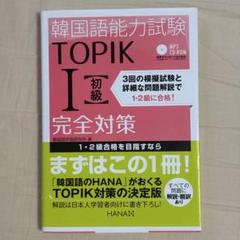 韓国語能力試験
MP3
CD-ROM
TOPIK
I【初級】
3回の模擬試験と
詳細な問題解説で
1・2級に合格!
完全対策
1・2級合格を目指すなら
まずはこの1冊!
「韓国語のHANA」がおくる
TOPIK対策の決定版
解説は日本人学習者向けに書き下ろし!
すべての
問題に
解説・翻訳
あり
HANA